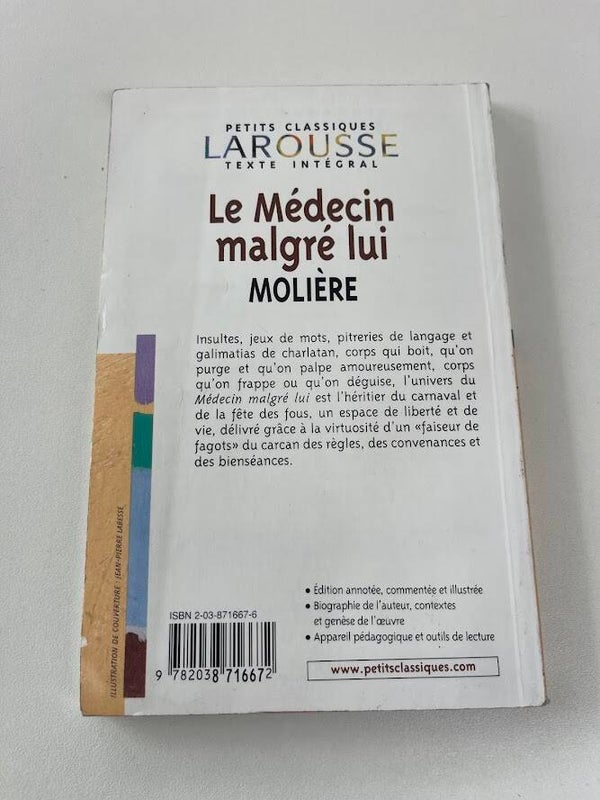 PETITS CLASSIQUES
LAROUSSE
TEXTE INTÉGRAL
Le Médecin
malgré lui
MOLIÈRE
Insultes, jeux de mots, pitreries de langage et
galimatias de charlatan, corps qui boit, qu'on
purge et qu'on palpe amoureusement, corps
qu'on frappe ou qu'on déguise, l'univers du
Médecin malgré lui est l'héritier du carnaval et
de la fête des fous, un espace de liberté et de
vie, délivré grâce à la virtuosité d'un «faiseur de
fagots» du carcan des règles, des convenances et
des bienséances.
ILLUSTRATION DE COUVERTURE : JEAN-PIERRE LABESSE
• Édition annotée, commentée et illustrée
• Biographie de l'auteur, contextes
et genèse de l'œuvre
• Appareil pédagogique et outils de lecture
www.petitsclassiques.com
ISBN 2-03-871667-6
9 782038 716672